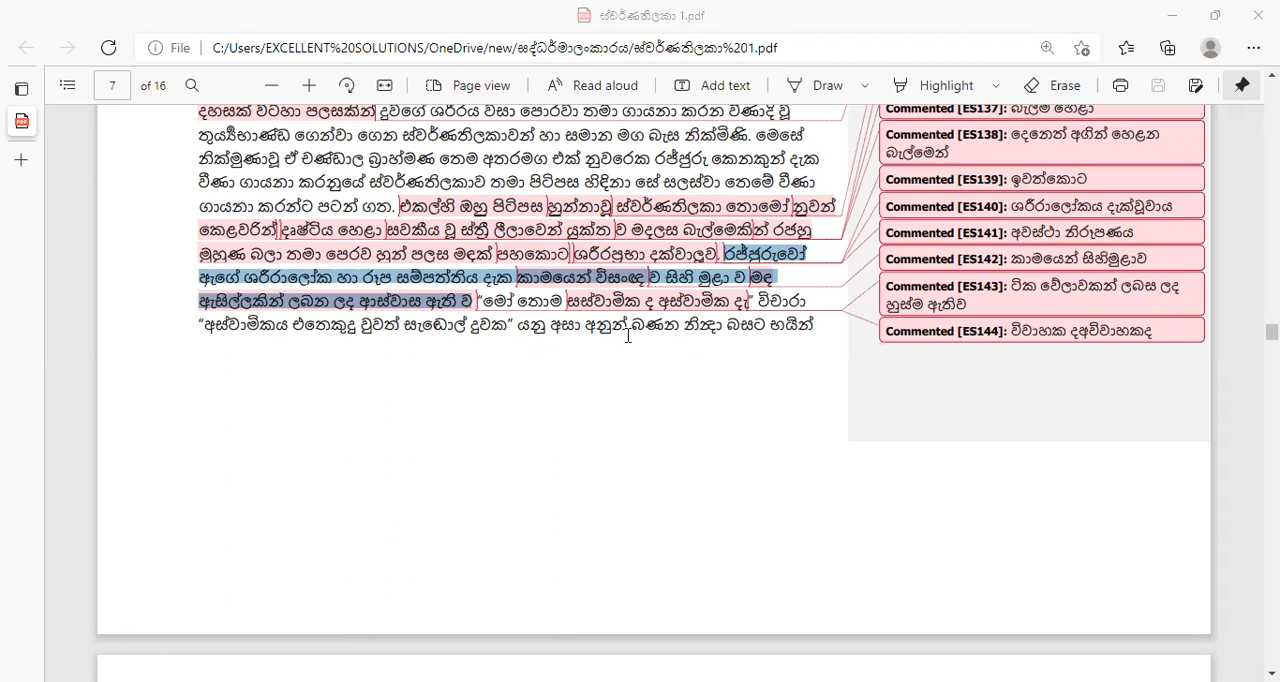 ස්වර්ණතිලකා 1.pdf
File C:/Users/EXCELLENT%20SOLUTIONS/OneDrive/new/සද්ධර්මාලංකාරය/ස්වර්ණතිලකා%201.pdf
7 of 16 Page view Read aloud Add text Draw Highlight Erase
දහසක් වටහා පලසකින් දුවගේ ශරීරය වසා පොරවා තමා ගායනා කරන වීණාදී වූ
තුර්‍ය්‍යභාණ්ඩ ගෙන්වා ගෙන ස්වර්ණතිලකාවන් හා සමාන මග බැස නික්මිණි. මෙසේ
නික්මුණාවූ ඒ චණ්ඩාල බ්‍රාහ්මණ තෙම අතරමග එක් නුවරෙක රජ්ජුරු කෙනකුන් දැක
වීණා ගායනා කරනුයේ ස්වර්ණතිලකාව තමා පිටිපස හිඳිනා සේ සලස්වා තෙමේ වීණා
ගායනා කරන්ට පටන් ගත. එකල්හි ඔහු පිටිපස හුන්නාවූ ස්වර්ණතිලකා තොමෝ නුවන්
කෙළවරින් දෘෂ්ටිය හෙළා සවකීය වූ ස්ත්‍රී ලීලාවෙන් යුක්ත ව මදලස බැල්මෙකින් රජහු
මුහුණ බලා තමා පෙරව හුන් පලස මඳක් පහකොට ශරීරප්‍රභා දක්වාලුව. රජ්ජුරුවෝ
ඇගේ ශරීරාලෝක හා රූප සම්පත්තිය දැක කාමයෙන් විසංඥ ව සිහි මුළා ව මඳ
ඇසිල්ලකින් ලබන ලද ආස්වාස ඇති ව “මෝ තොම සස්වාමික ද අස්වාමික දැ” විචාරා
“අස්වාමිකය එතෙකුදු වුවත් සැඬොල් දුවක” යනු අසා අනුන් බණන නින්‍දා බසට භයින්
Commented [ES137]: බැල්ම හෙළා
Commented [ES138]: දෙනෙත් අගින් හෙළන
බැල්මෙන්
Commented [ES139]: ඉවත්කොට
Commented [ES140]: ශරීරාලෝකය දැක්වූවාය
Commented [ES141]: අවස්ථා නිරූපණය
Commented [ES142]: කාමයෙන් සිහිමුළාව
Commented [ES143]: ටික වේලාවකන් ලබස ලද
හුස්ම ඇතිව
Commented [ES144]: විවාහක දඅවිවාහකද